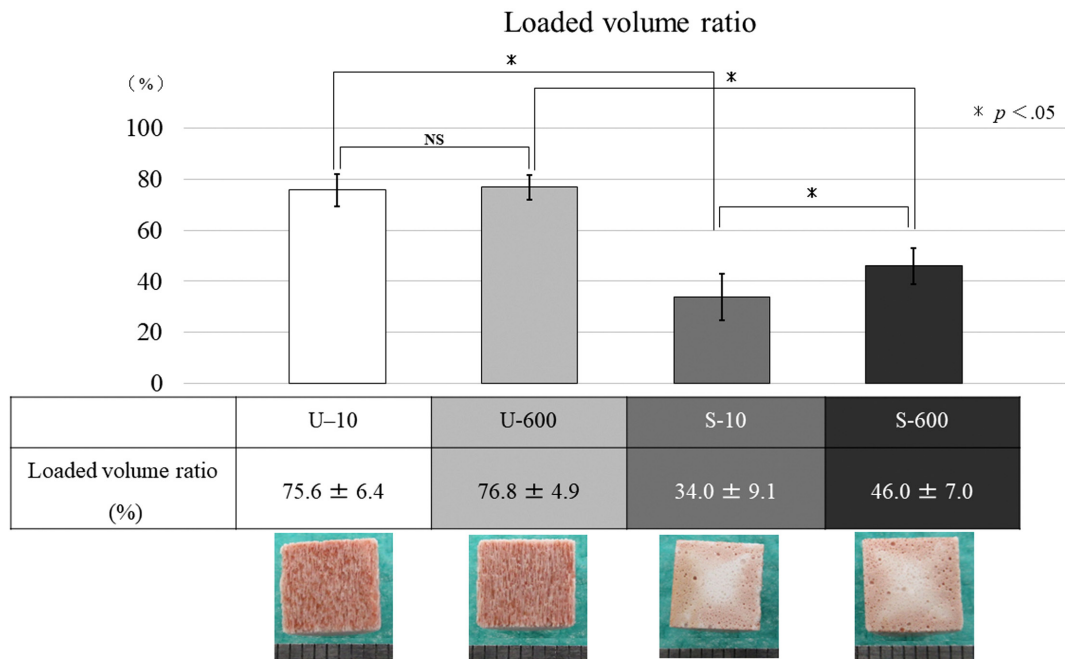 Loaded volume ratio
（%）
*
*
* p＜.05
100
NS
80
*
60
40
20
0
U–10 U-600 S-10 S-600
Loaded volume ratio
(%)
75.6 ± 6.4 76.8 ± 4.9 34.0 ± 9.1 46.0 ± 7.0